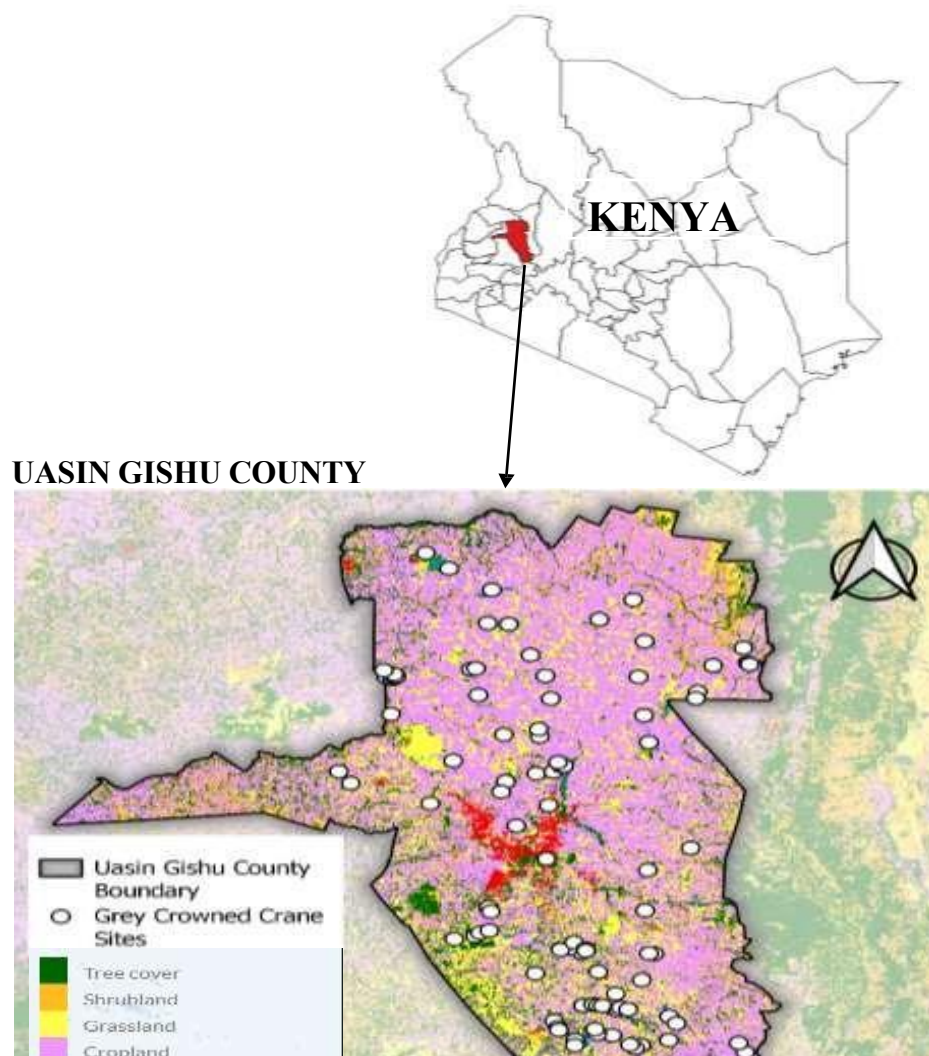 KENYA
UASIN GISHU COUNTY
Uasin Gishu County
Boundary
Grey Crowned Crane
Sites
Tree cover
Shrubland
Grassland
Cropland